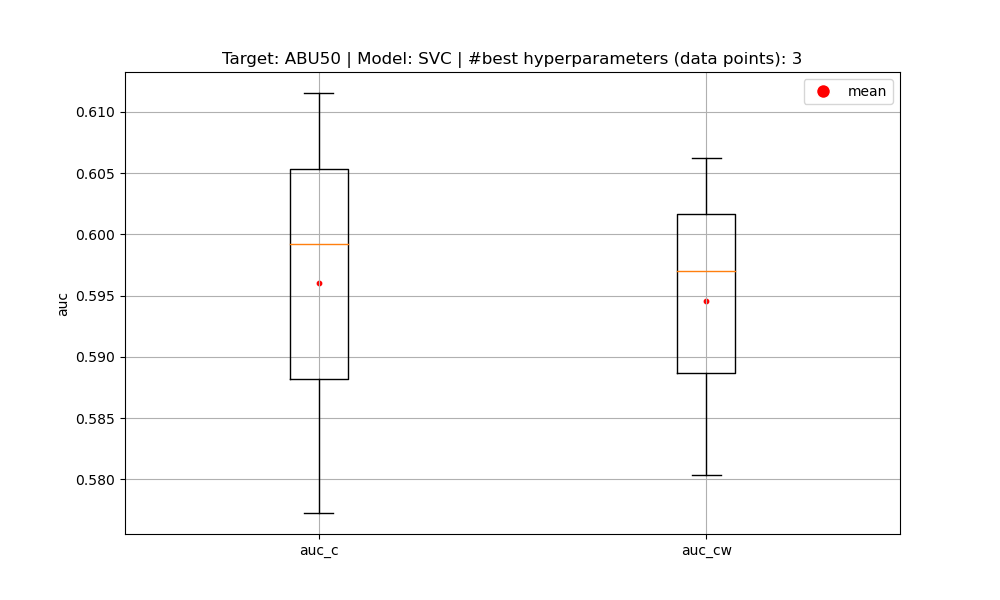 Target: ABU50 | Model: SVC | #best hyperparameters (data points): 3
mean
0.610
0.605
0.600
0.595
0.590
0.585
0.580
auc
auc_c
auc_cw